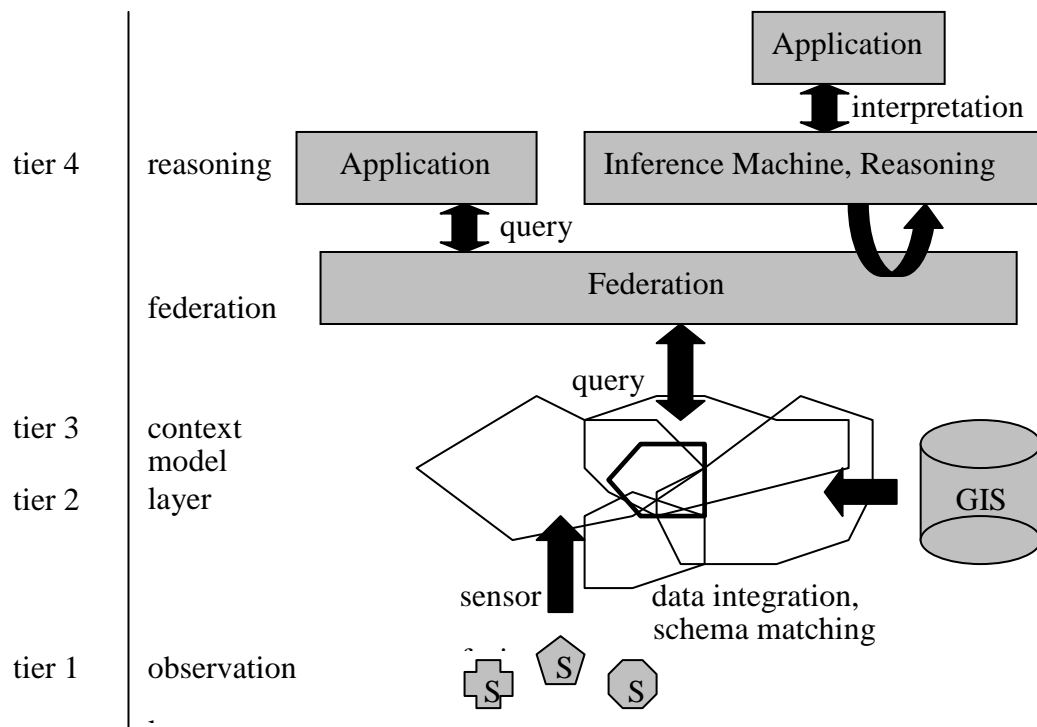 Application
interpretation
tier 4 reasoning Application Inference Machine, Reasoning
query
Federation
federation
query
tier 3 context
model
tier 2 layer GIS
sensor data integration,
schema matching
tier 1 observation S S S